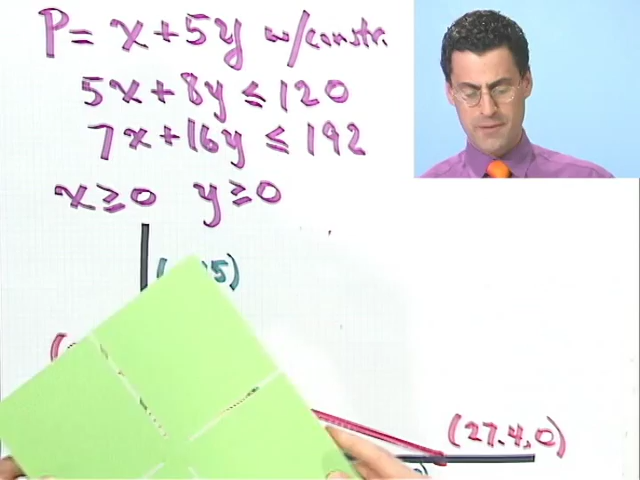 P = x + 5y w/constr.
5x + 8y ≤ 120
7x + 16y ≤ 192
x ≥ 0 y ≥ 0
(27.4,0)